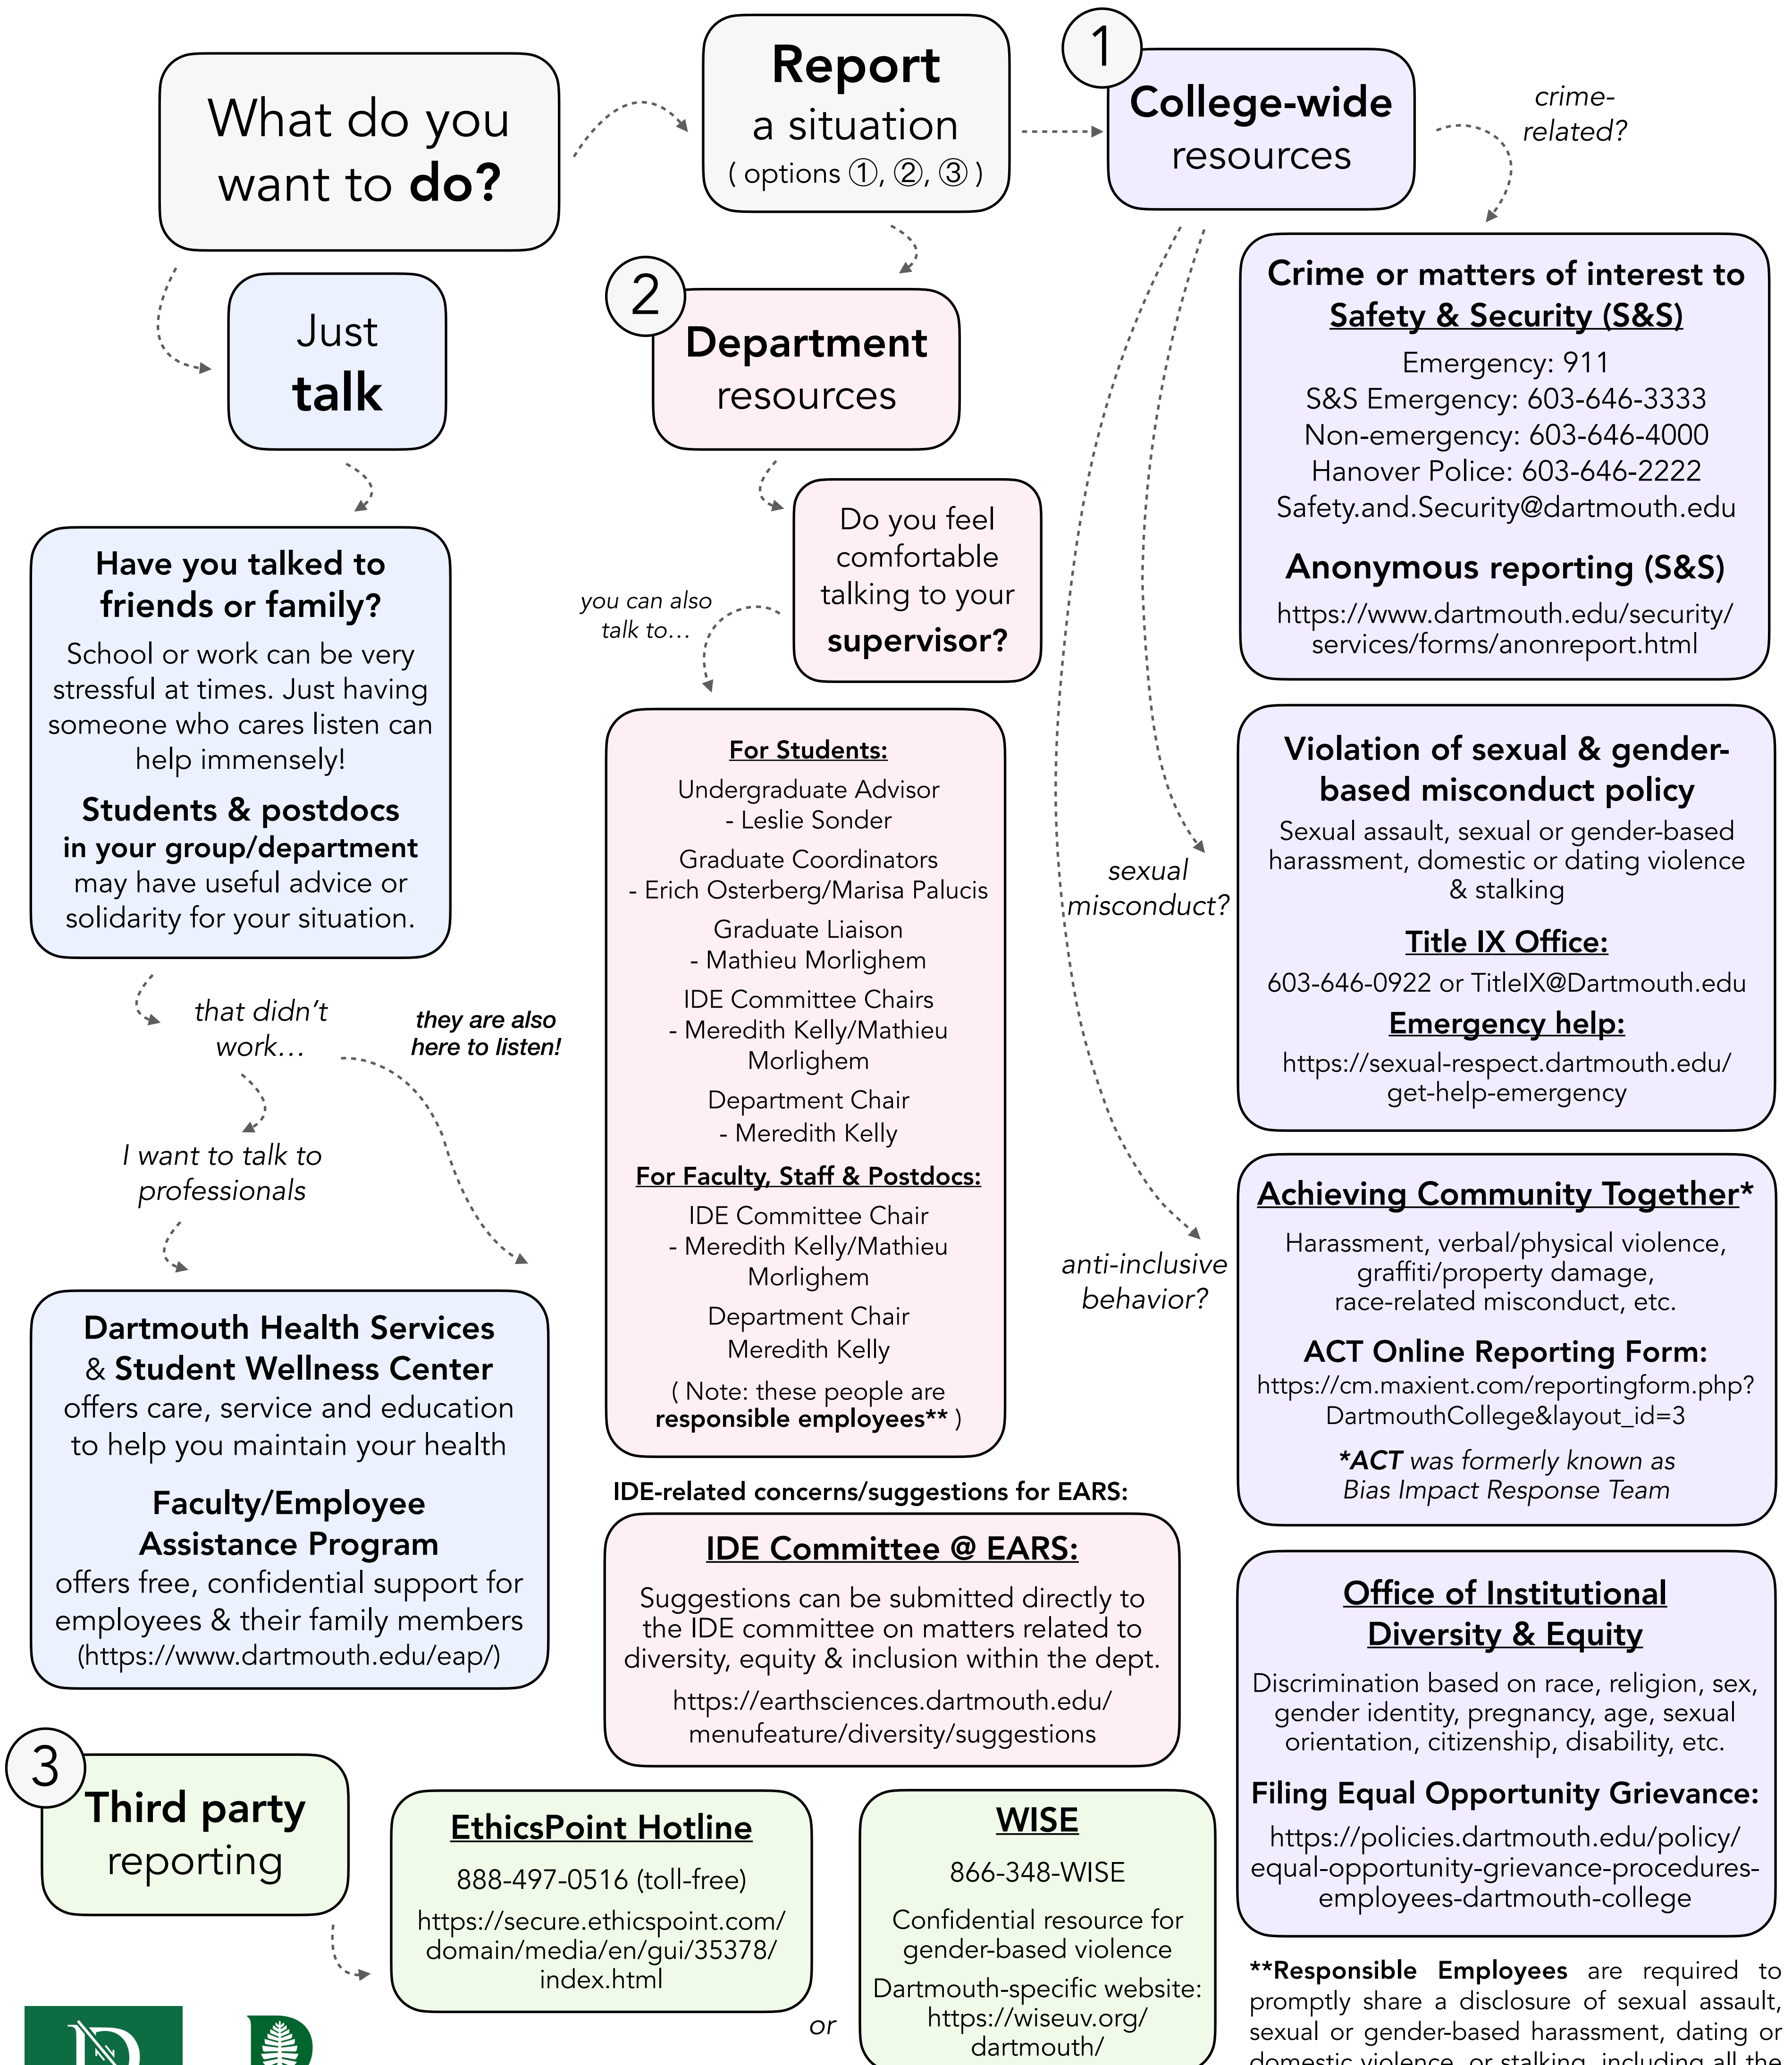 What do you
want to do?
Report
a situation
( options ①, ②, ③ )
1
College-wide
resources
crime-
related?
Just
talk
2
Department
resources
Crime or matters of interest to
Safety & Security (S&S)
Emergency: 911
S&S Emergency: 603-646-3333
Non-emergency: 603-646-4000
Hanover Police: 603-646-2222
Safety.and.Security@dartmouth.edu
Anonymous reporting (S&S)
https://www.dartmouth.edu/security/
services/forms/anonreport.html
Do you feel
comfortable
talking to your
supervisor?
you can also
talk to...
Have you talked to
friends or family?
School or work can be very
stressful at times. Just having
someone who cares listen can
help immensely!
Students & postdocs
in your group/department
may have useful advice or
solidarity for your situation.
that didn't
work...
they are also
here to listen!
I want to talk to
professionals
Dartmouth Health Services
& Student Wellness Center
offers care, service and education
to help you maintain your health
Faculty/Employee
Assistance Program
offers free, confidential support for
employees & their family members
(https://www.dartmouth.edu/eap/)
For Students:
Undergraduate Advisor
- Leslie Sonder
Graduate Coordinators
- Erich Osterberg/Marisa Palucis
Graduate Liaison
- Mathieu Morlighem
IDE Committee Chairs
- Meredith Kelly/Mathieu
Morlighem
Department Chair
- Meredith Kelly
For Faculty, Staff & Postdocs:
IDE Committee Chair
- Meredith Kelly/Mathieu
Morlighem
Department Chair
Meredith Kelly
( Note: these people are
responsible employees** )
IDE-related concerns/suggestions for EARS:
IDE Committee @ EARS:
Suggestions can be submitted directly to
the IDE committee on matters related to
diversity, equity & inclusion within the dept.
https://earthsciences.dartmouth.edu/
menufeature/diversity/suggestions
sexual
misconduct?
Violation of sexual & gender-
based misconduct policy
Sexual assault, sexual or gender-based
harassment, domestic or dating violence
& stalking
Title IX Office:
603-646-0922 or TitleIX@Dartmouth.edu
Emergency help:
https://sexual-respect.dartmouth.edu/
get-help-emergency
anti-inclusive
behavior?
Achieving Community Together*
Harassment, verbal/physical violence,
graffiti/property damage,
race-related misconduct, etc.
ACT Online Reporting Form:
https://cm.maxient.com/reportingform.php?
DartmouthCollege&layout_id=3
*ACT was formerly known as
Bias Impact Response Team
Office of Institutional
Diversity & Equity
Discrimination based on race, religion, sex,
gender identity, pregnancy, age, sexual
orientation, citizenship, disability, etc.
Filing Equal Opportunity Grievance:
https://policies.dartmouth.edu/policy/
equal-opportunity-grievance-procedures-
employees-dartmouth-college
3
Third party
reporting
EthicsPoint Hotline
888-497-0516 (toll-free)
https://secure.ethicspoint.com/
domain/media/en/gui/35378/
index.html
or
WISE
866-348-WISE
Confidential resource for
gender-based violence
Dartmouth-specific website:
https://wiseuv.org/
dartmouth/
**Responsible Employees are required to
promptly share a disclosure of sexual assault,
sexual or gender-based harassment, dating or
domestic violence, or stalking, including all the